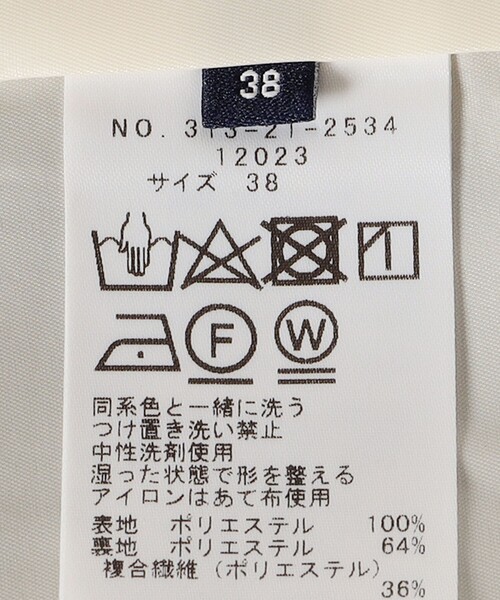 38
NO. 313-21-2534
12023
サイズ 38
F
W
同系色と一緒に洗う
つけ置き洗い禁止
中性洗剤使用
湿った状態で形を整える
アイロンはあて布使用
表地 ポリエステル 100%
裏地 ポリエステル 64%
複合繊維（ポリエステル）
36%